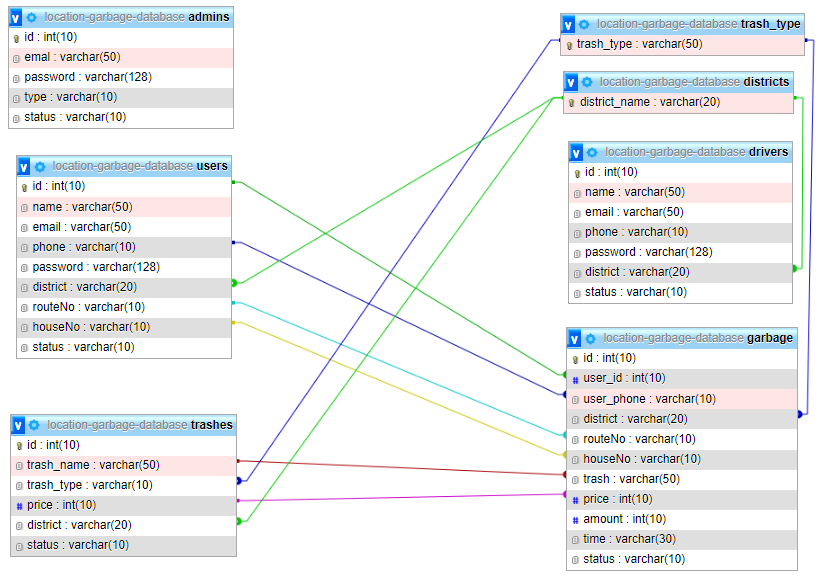 location-garbage-database admins
id : int(10)
emal : varchar(50)
password : varchar(128)
type : varchar(10)
status : varchar(10)
location-garbage-database users
id : int(10)
name : varchar(50)
email : varchar(50)
phone : varchar(10)
password : varchar(128)
district : varchar(20)
routeNo : varchar(10)
houseNo : varchar(10)
status : varchar(10)
location-garbage-database trashes
id : int(10)
trash_name : varchar(50)
trash_type : varchar(10)
price : int(10)
district : varchar(20)
status : varchar(10)
location-garbage-database trash_type
trash_type : varchar(50)
location-garbage-database districts
district_name : varchar(20)
location-garbage-database drivers
id : int(10)
name : varchar(50)
email : varchar(50)
phone : varchar(10)
password : varchar(128)
district : varchar(20)
status : varchar(10)
location-garbage-database garbage
id : int(10)
user_id : int(10)
user_phone : varchar(10)
district : varchar(20)
routeNo : varchar(10)
houseNo : varchar(10)
trash : varchar(50)
price : int(10)
amount : int(10)
time : varchar(30)
status : varchar(10)